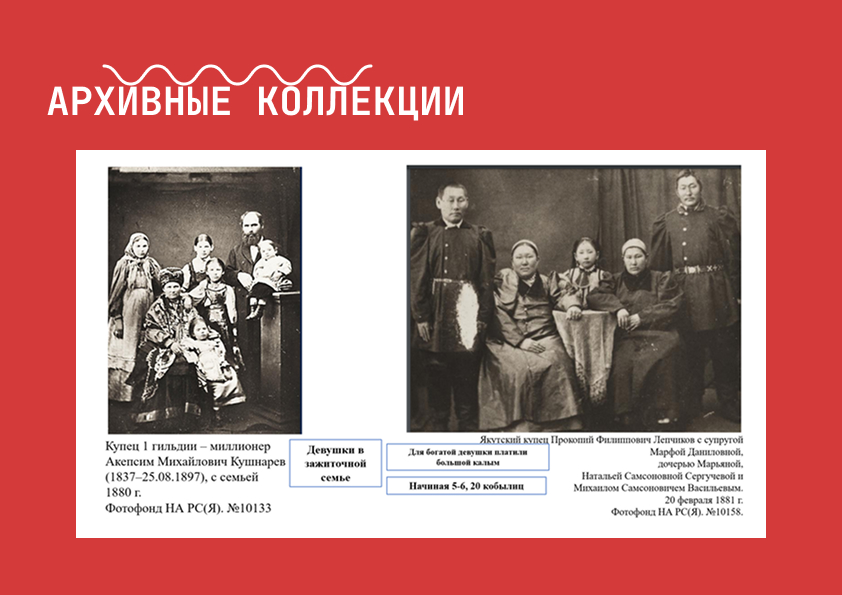 АРХИВНЫЕ КОЛЛЕКЦИИ
Купец 1 гильдии – миллионер
Акепсим Михайлович Кушнарев
(1837–25.08.1897), с семьей
1880 г.
Фотофонд НА РС(Я). №10133
Девушки в
зажиточной
семье
Для богатой девушки платили
большой калым
Начиная 5-6, 20 кобылиц
Якутский купец Прокопий Филиппович Лепчиков с супругой
Марфой Даниловной,
дочерью Марьяной,
Натальей Самсоновной Сергучевой и
Михаилом Самсоновичем Васильевым.
20 февраля 1881 г.
Фотофонд НА РС(Я). №10158.